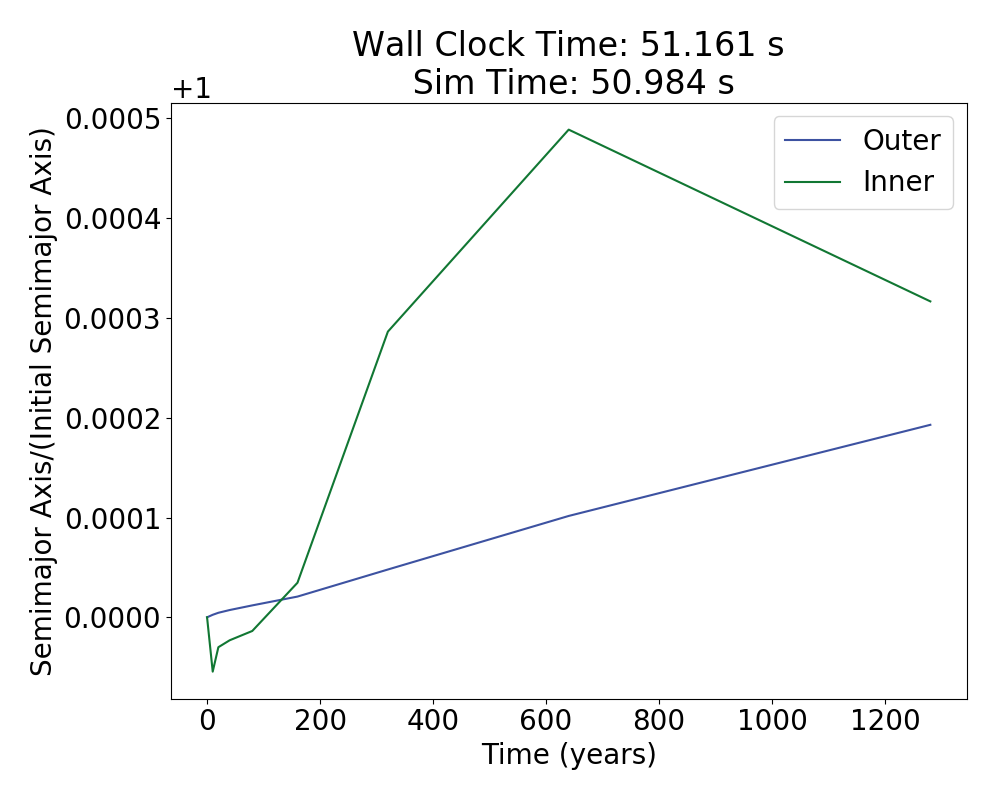 Wall Clock Time: 51.161 s
Sim Time: 50.984 s
+1
0.0005
0.0004
0.0003
0.0002
0.0001
0.0000
Semimajor Axis/(Initial Semimajor Axis)
Outer
Inner
0 200 400 600 800 1000 1200
Time (years)